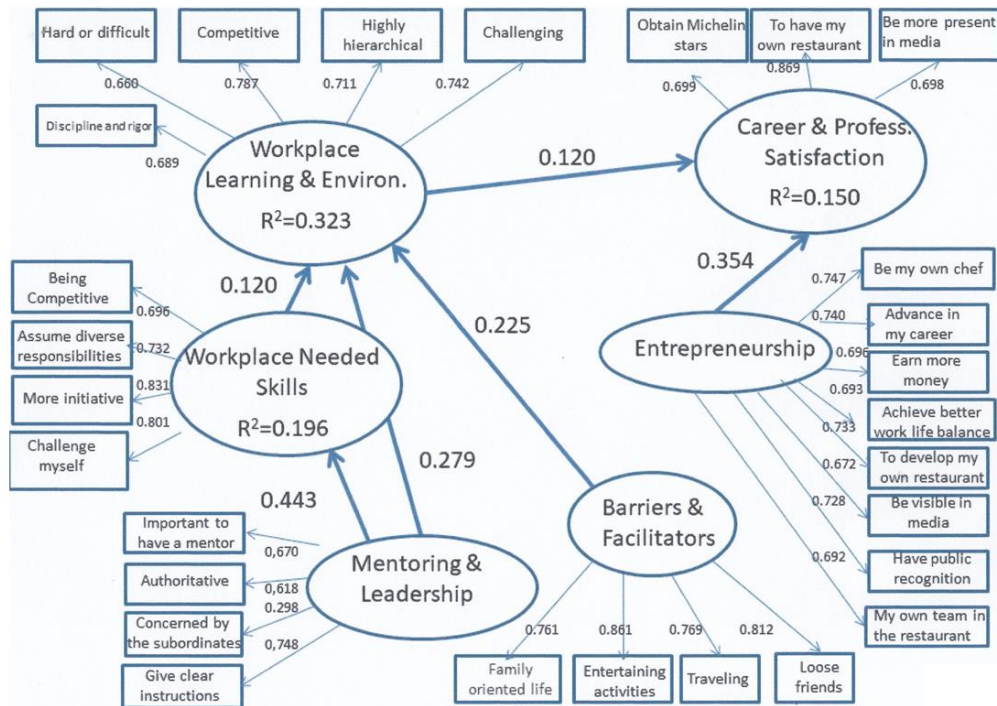 Hard or difficult
Competitive
Highly
hierarchical
Challenging
Obtain Michelin
stars
To have my
own restaurant
Be more present
in media
0.660
0.787
0.711
0.742
0.699
0.869
0.698
Discipline and rigor
0.689
Workplace
Learning & Environ.
R²=0.323
0.120
Career & Profess.
Satisfaction
R²=0.150
Being
Competitive
0.696
Assume diverse
responsibilities
0.732
More initiative
0.831
Challenge
myself
0.801
0.120
Workplace Needed
Skills
R²=0.196
0.225
0.354
Entrepreneurship
0.747
Be my own chef
0.740
Advance in
my career
0.696
Earn more
money
0.693
Achieve better
work life balance
0.733
To develop my
own restaurant
0.672
Be visible in
media
0.728
Have public
recognition
0.692
My own team in
the restaurant
0.443
0.279
Important to
have a mentor
0,670
Authoritative
0,618
0.298
Concerned by
the subordinates
0,748
Give clear
instructions
Mentoring &
Leadership
Barriers &
Facilitators
0.761
0.861
0.769
0.812
Family
oriented life
Entertaining
activities
Traveling
Loose
friends